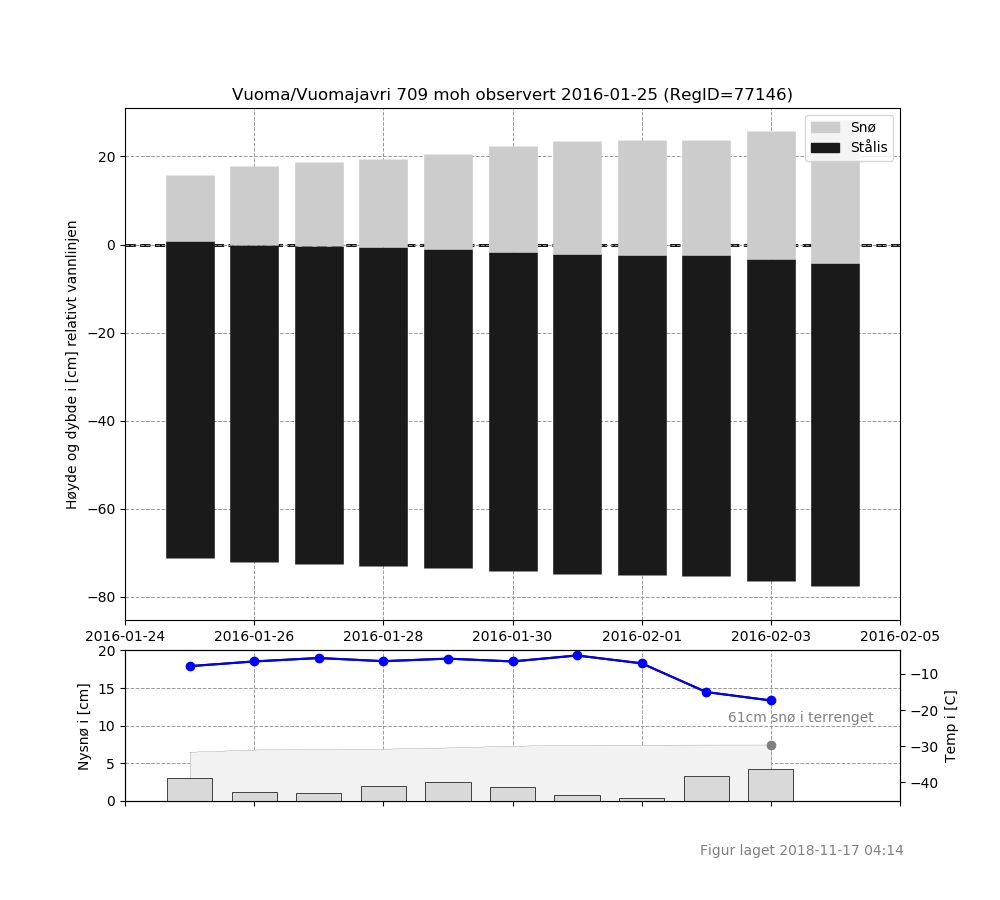 Vuoma/Vuomajavri 709 moh observert 2016-01-25 (RegID=77146)
Snø
Stålis
Høyde og dybde i [cm] relativt vannlinjen
20
0
−20
−40
−60
−80
2016-01-24 2016-01-26 2016-01-28 2016-01-30 2016-02-01 2016-02-03 2016-02-05
Nysnø i [cm]
20
15
10
5
0
61cm snø i terrenget
−10
−20
−30
−40
Temp i [C]
Figur laget 2018-11-17 04:14